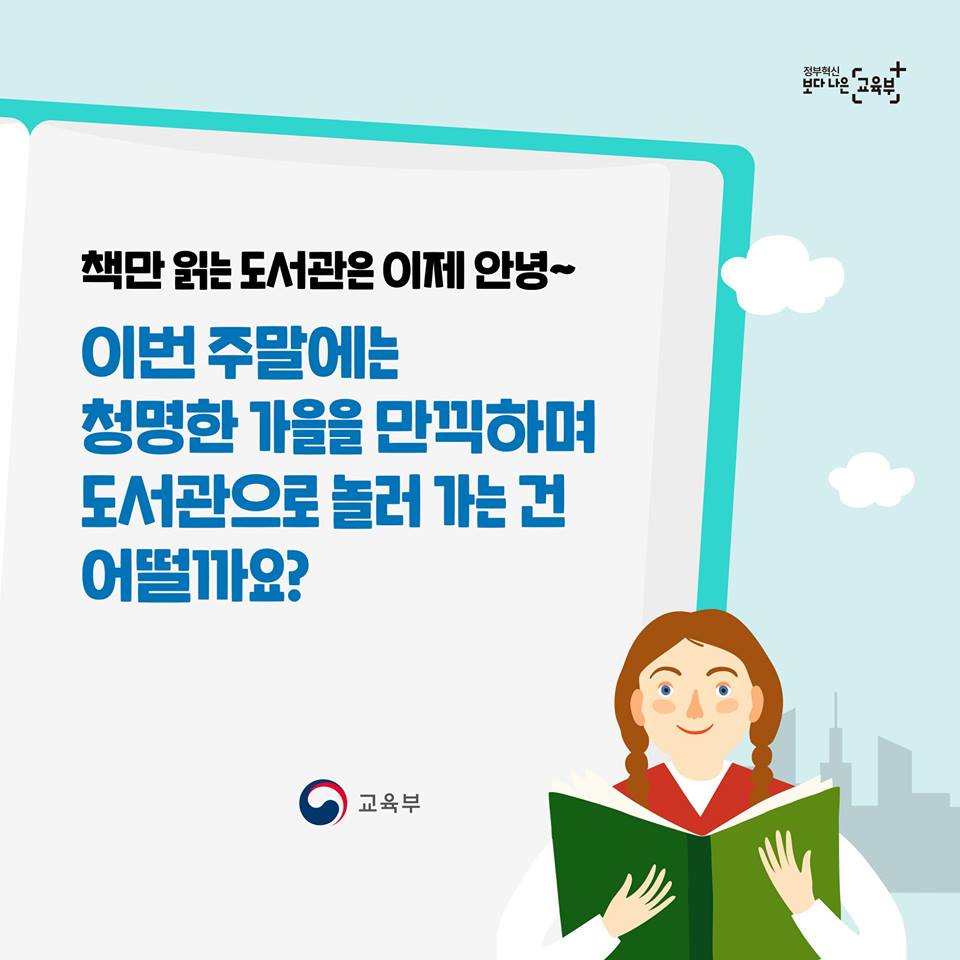 정부혁신
보다 나은 교육부
책만 읽는 도서관은 이제 안녕~
이번 주말에는
청명한 가을을 만끽하며
도서관으로 놀러 가는 건
어떨까요?
교육부